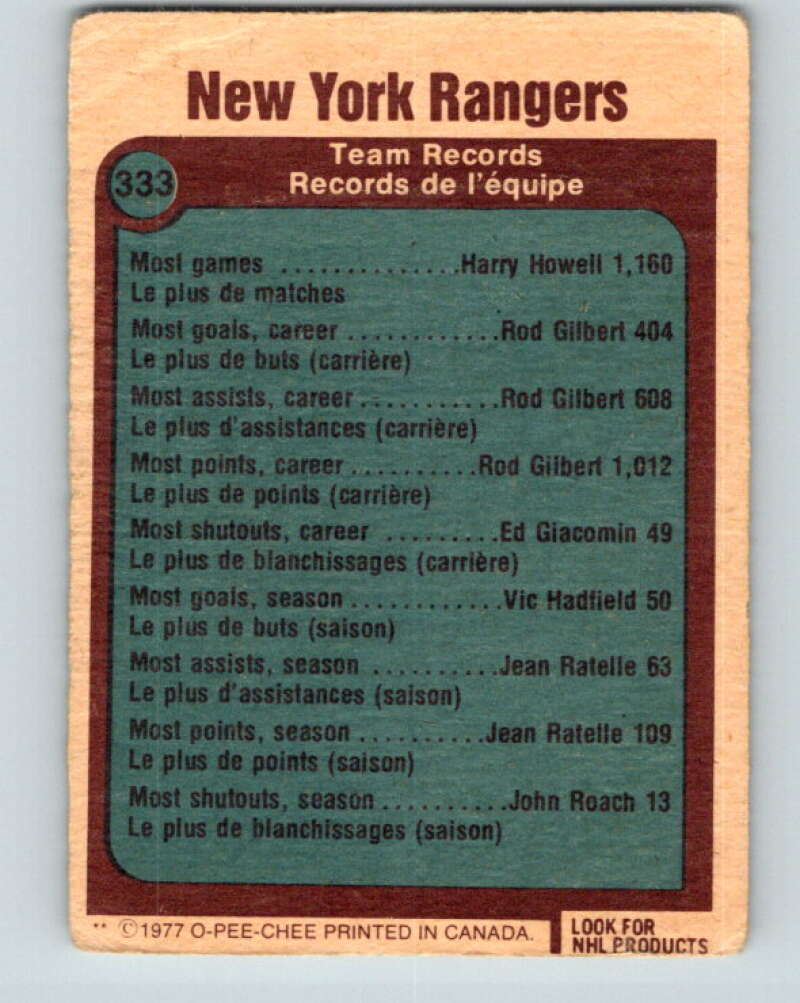 New York Rangers
333
Team Records
Records de l'équipe
Most games ..............Harry Howell 1,160
Le plus de matches
Most goals, career ............Rod Gilbert 404
Le plus de buts (carrière)
Most assists, career ...........Rod Gilbert 608
Le plus d'assistances (carrière)
Most points, career ..........Rod Gilbert 1,012
Le plus de points (carrière)
Most shutouts, career .........Ed Giacomin 49
Le plus de blanchissages (carrière)
Most goals, season ............Vic Hadfield 50
Le plus de buts (saison)
Most assists, season ..........Jean Ratelle 63
Le plus d'assistances (saison)
Most points, season ..........Jean Ratelle 109
Le plus de points (saison)
Most shutouts, season ..........John Roach 13
Le plus de blanchissages (saison)
** ©1977 O-PEE-CHEE PRINTED IN CANADA.
LOOK FOR
NHL PRODUCTS